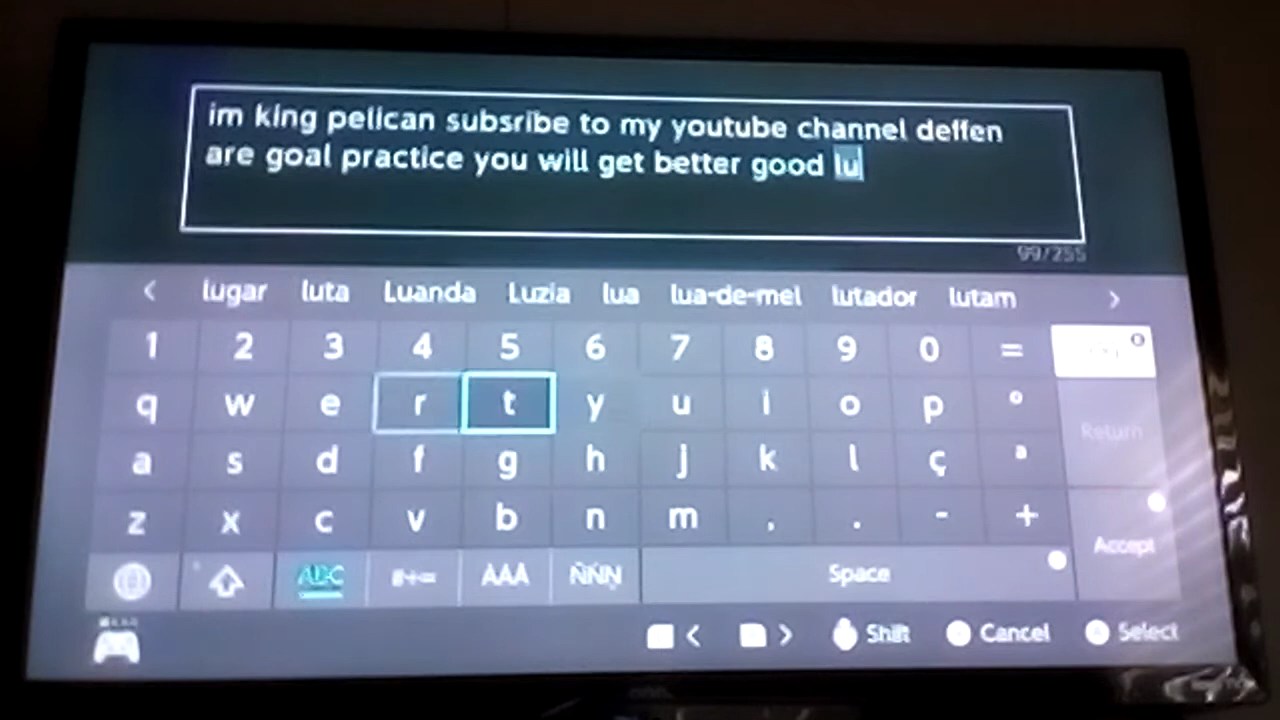 im king pelican subsribe to my youtube channel deffen
are goal practice you will get better good lu
99/255
< lugar luta Luanda Luzia lua lua-de-mel lutador lutam >
1 2 3 4 5 6 7 8 9 0 =
q w e r t y u i o p º
Return
a s d f g h j k l ç ª
z x c v b n m , . - +
Accept
ABC #+= AAA ÑÑÑ Space
< > Shift Cancel Select